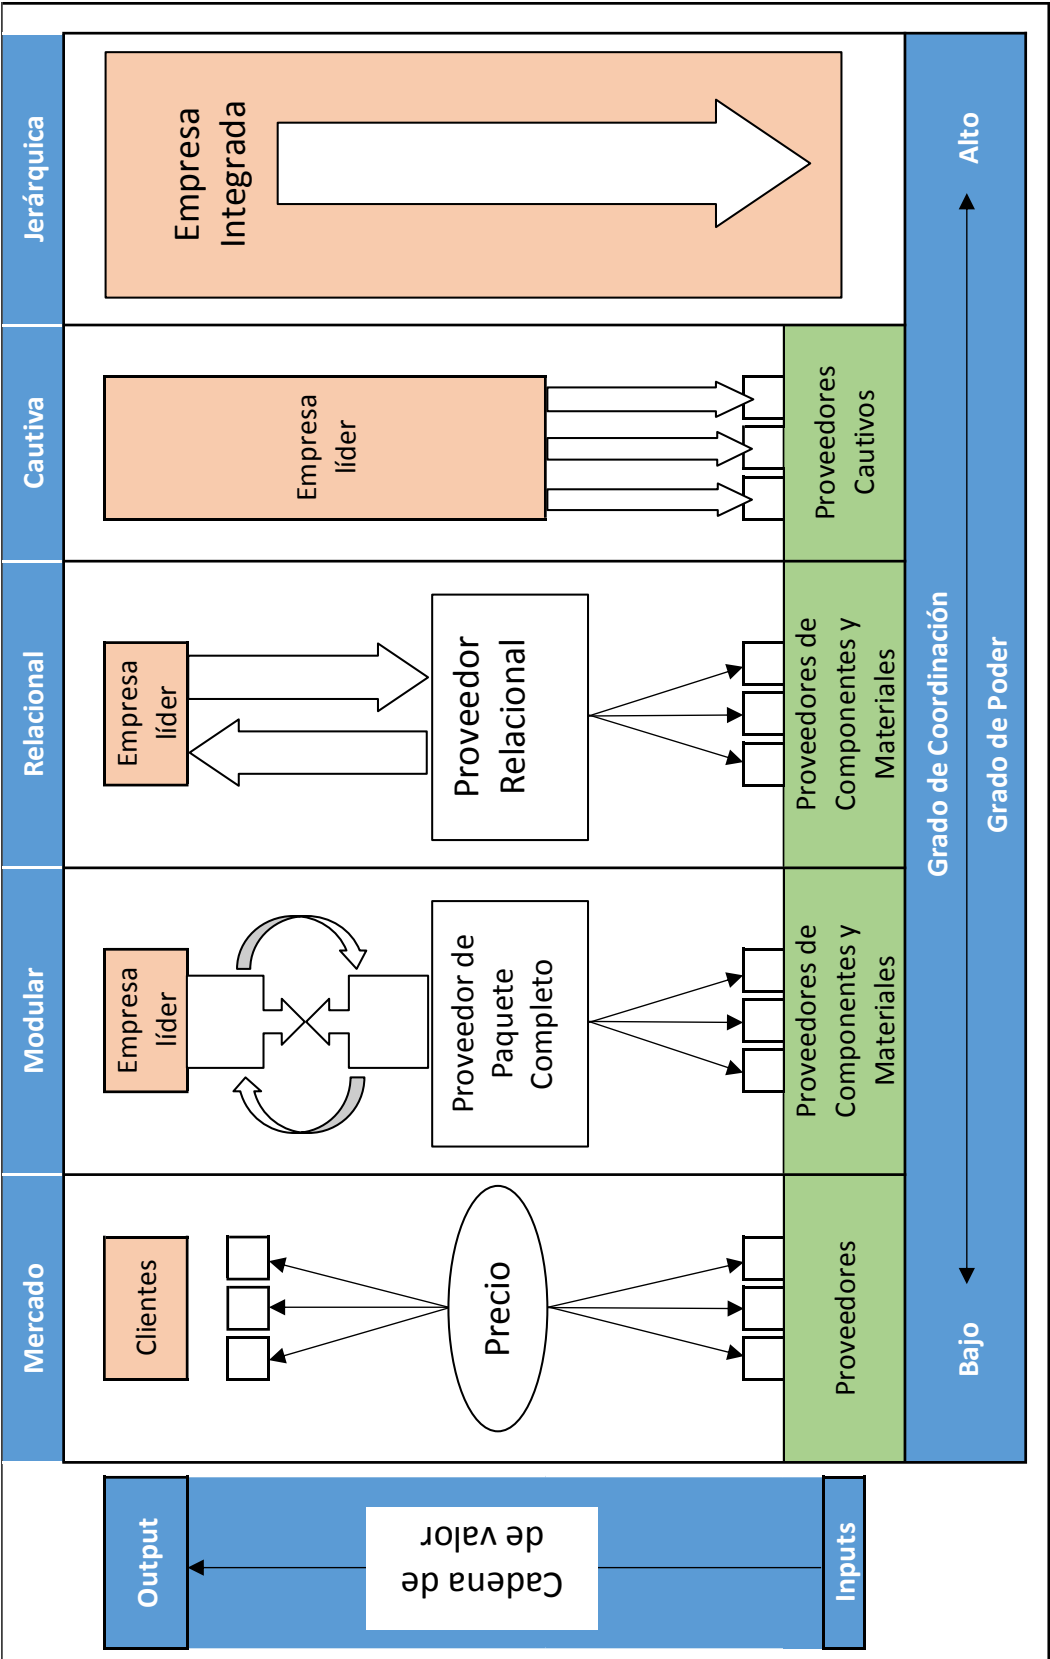 Mercado
Modular
Relacional
Cautiva
Jerárquica
Output
Cadena de
de valor
Inputs
Clientes
Precio
Proveedores
Empresa
líder
Proveedor de
Paquete
Completo
Proveedores de
Componentes y
Materiales
Empresa
líder
Proveedor
Relacional
Proveedores de
Componentes y
Materiales
Empresa
líder
Proveedores
Cautivos
Empresa
Integrada
Grado de Coordinación
Bajo
Alto
Grado de Poder